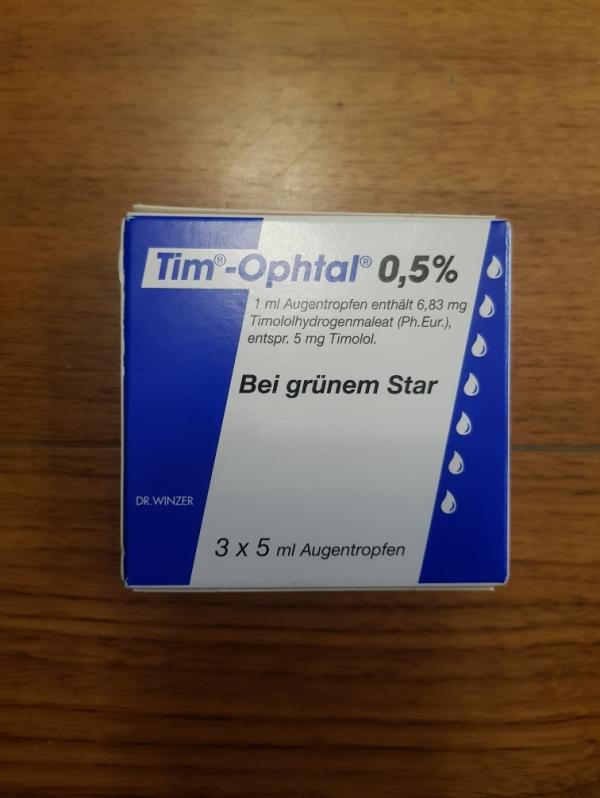 Tim®-Ophtal® 0,5%
1 ml Augentropfen enthält 6,83 mg
Timololhydrogenmaleat (Ph.Eur.),
entspr. 5 mg Timolol.
Bei grünem Star
DR.WINZER
3 x 5 ml Augentropfen